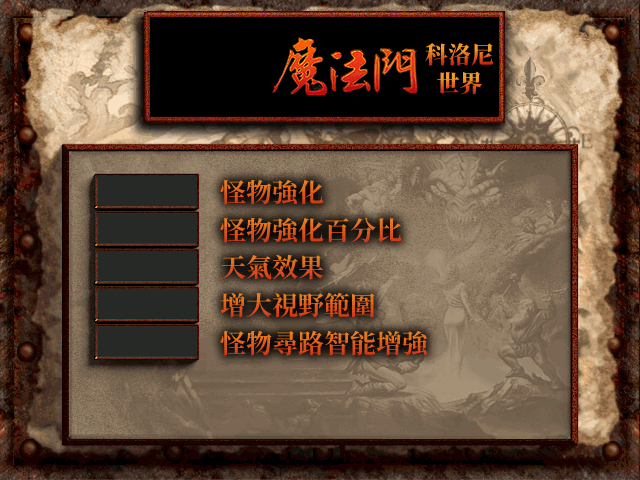 魔法門 科洛尼
世界
怪物強化
怪物強化百分比
天氣效果
增大視野範圍
怪物尋路智能增強